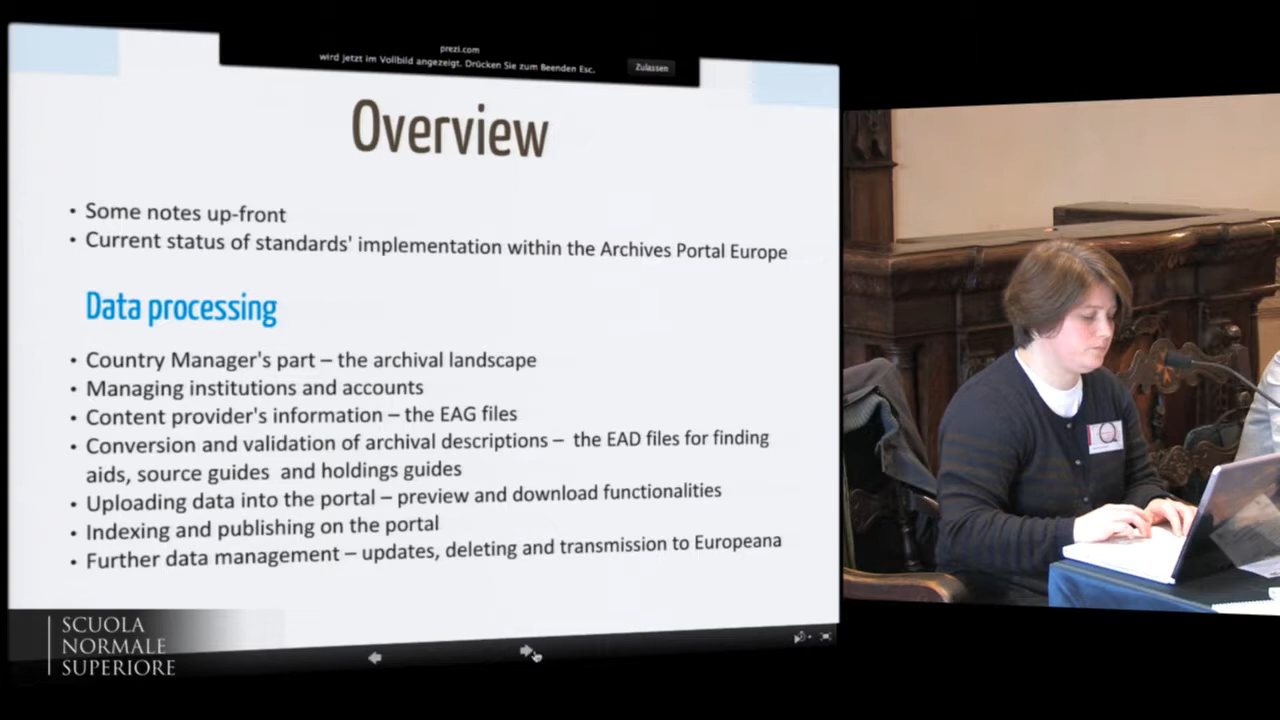 prezi.com
wird jetzt im Vollbild angezeigt. Drücken Sie zum Beenden Esc.
Zulassen
Overview
• Some notes up-front
• Current status of standards' implementation within the Archives Portal Europe
Data processing
• Country Manager's part – the archival landscape
• Managing institutions and accounts
• Content provider's information – the EAG files
• Conversion and validation of archival descriptions – the EAD files for finding
aids, source guides and holdings guides
• Uploading data into the portal – preview and download functionalities
• Indexing and publishing on the portal
• Further data management – updates, deleting and transmission to Europeana
SCUOLA
NORMALE
SUPERIORE